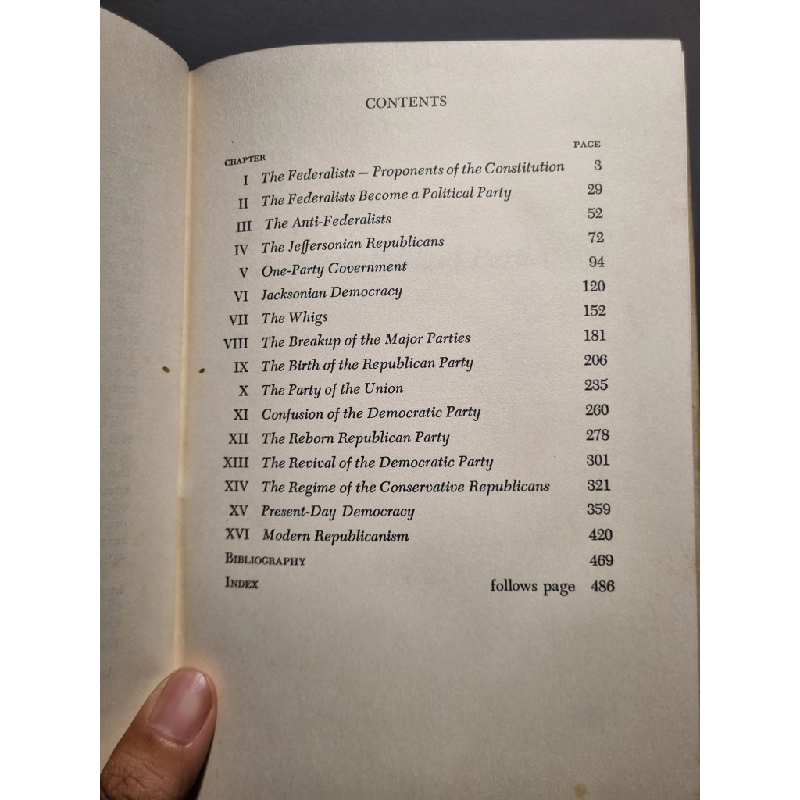 CONTENTS
CHAPTER PAGE
I The Federalists — Proponents of the Constitution 3
II The Federalists Become a Political Party 29
III The Anti-Federalists 52
IV The Jeffersonian Republicans 72
V One-Party Government 94
VI Jacksonian Democracy 120
VII The Whigs 152
VIII The Breakup of the Major Parties 181
IX The Birth of the Republican Party 206
X The Party of the Union 235
XI Confusion of the Democratic Party 260
XII The Reborn Republican Party 278
XIII The Revival of the Democratic Party 301
XIV The Regime of the Conservative Republicans 321
XV Present-Day Democracy 359
XVI Modern Republicanism 420
BIBLIOGRAPHY 469
INDEX follows page 486